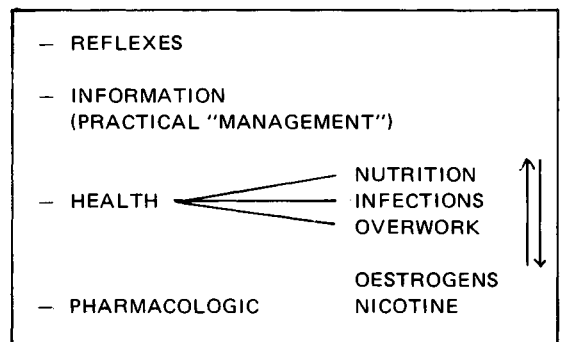 — REFLEXES
— INFORMATION
(PRACTICAL "MANAGEMENT")
NUTRITION
— HEALTH INFECTIONS
OVERWORK
OESTROGENS
— PHARMACOLOGIC NICOTINE